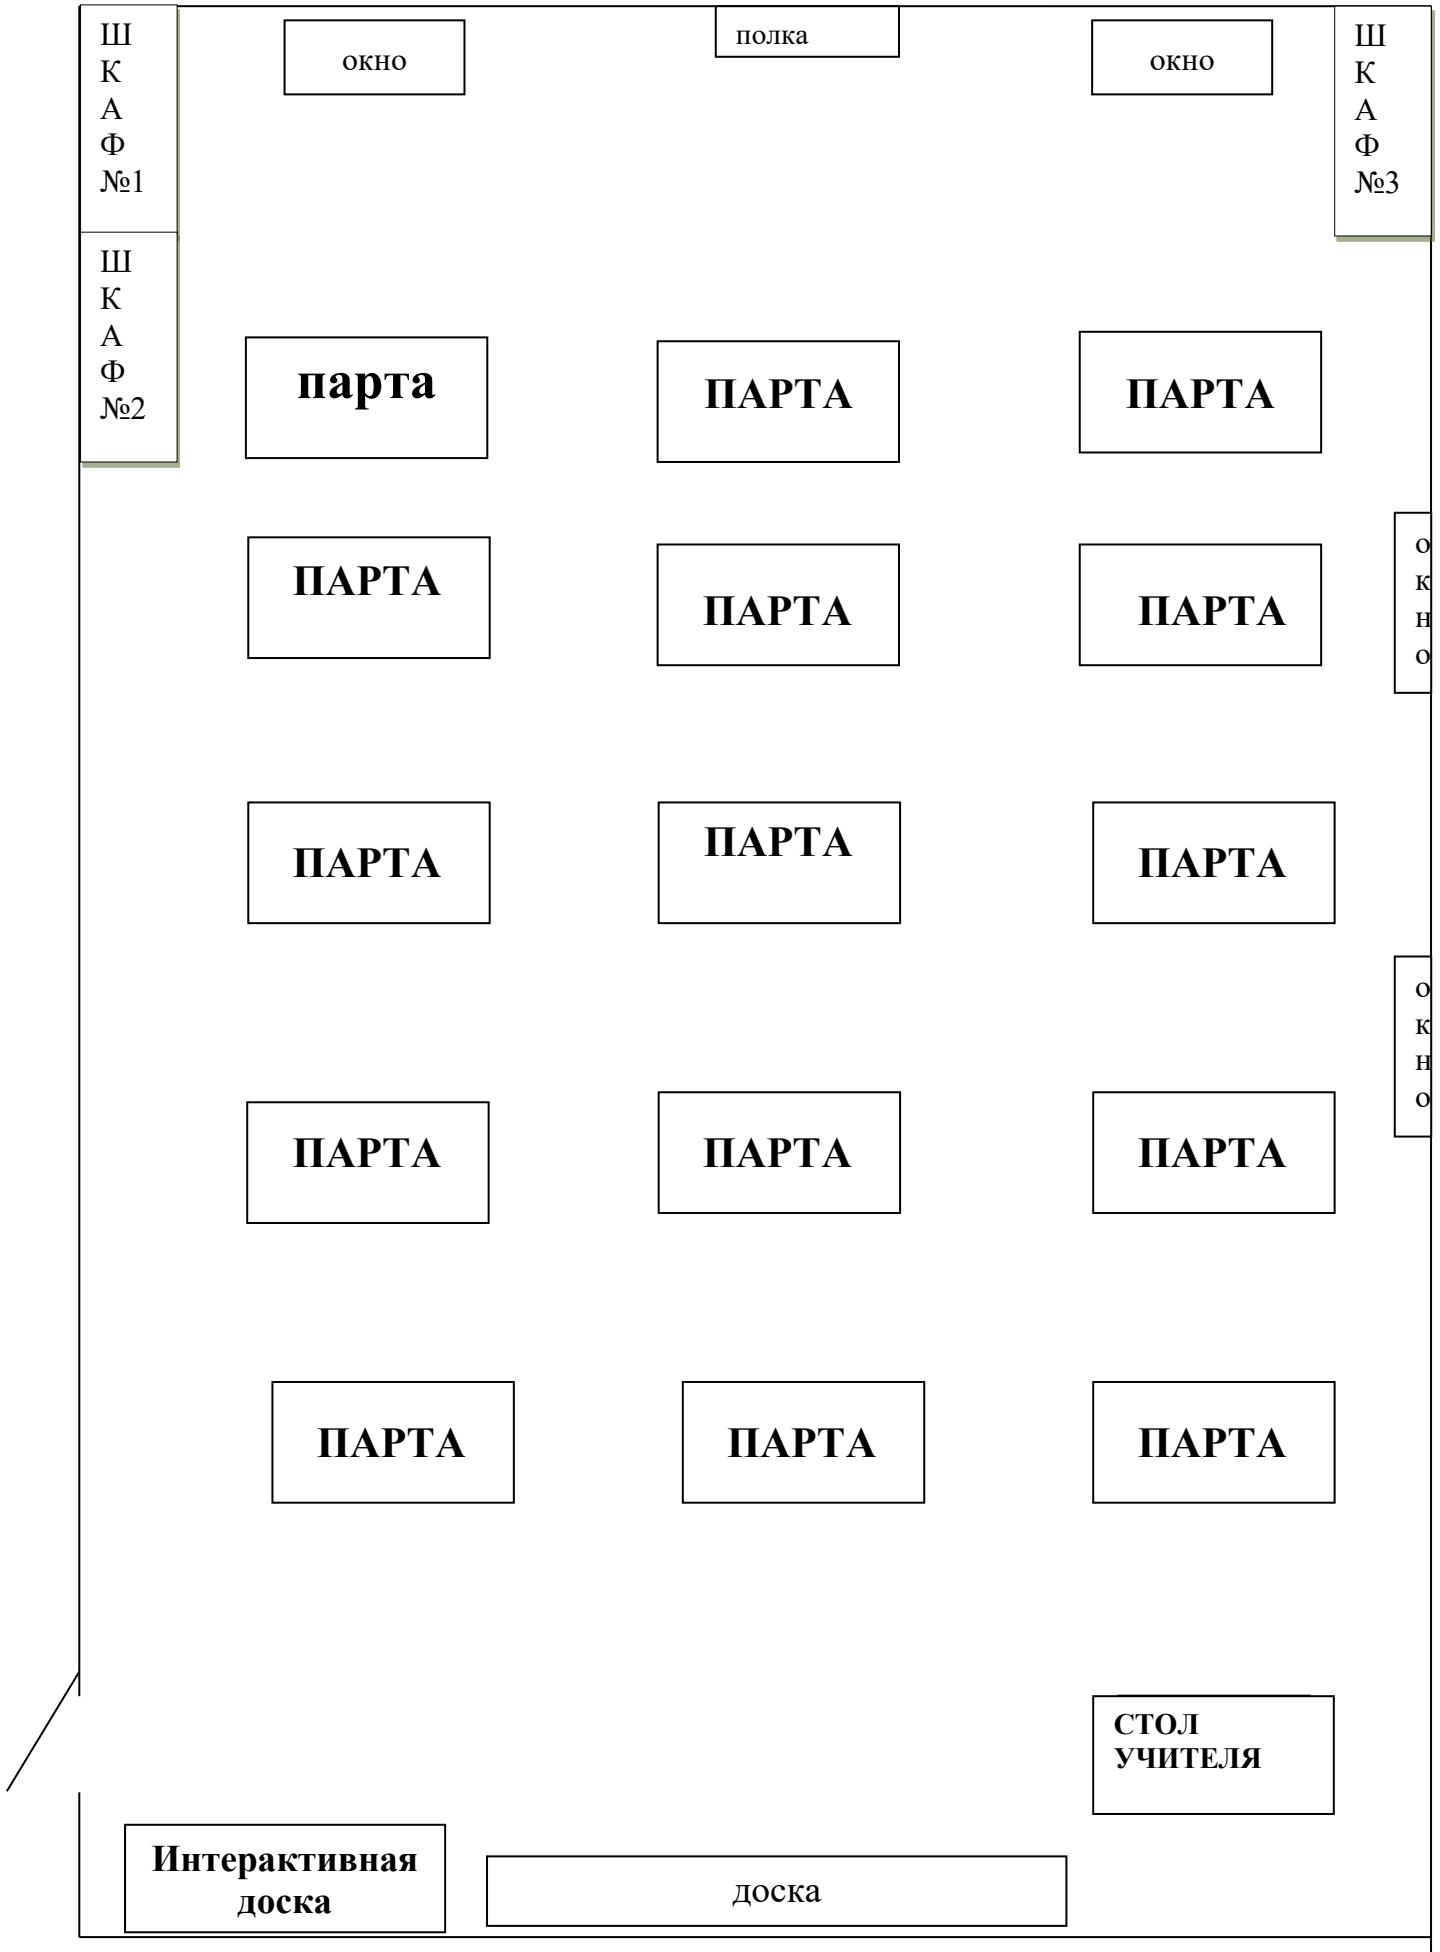 Ш
К
А
Ф
№1
окно
полка
окно
Ш
К
А
Ф
№3
Ш
К
А
Ф
№2
парта
ПАРТА
ПАРТА
ПАРТА
ПАРТА
ПАРТА
о
к
н
о
ПАРТА
ПАРТА
ПАРТА
о
к
н
о
ПАРТА
ПАРТА
ПАРТА
ПАРТА
ПАРТА
ПАРТА
СТОЛ
УЧИТЕЛЯ
Интерактивная
доска
доска